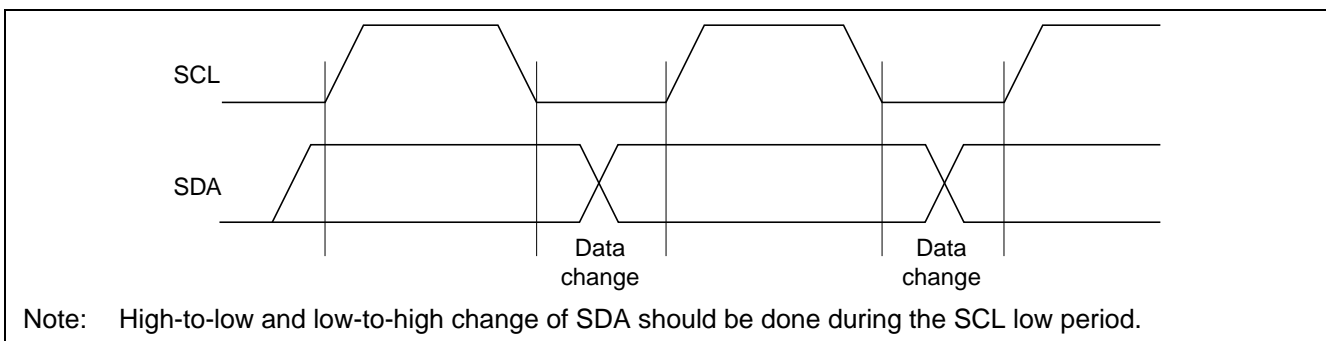 SCL
SDA
Data
change
Data
change
Note: High-to-low and low-to-high change of SDA should be done during the SCL low period.